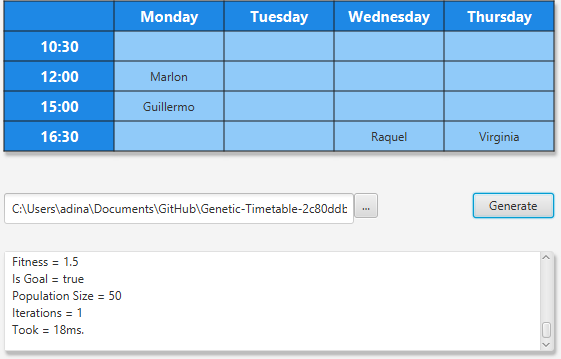 Monday Tuesday Wednesday Thursday
10:30
12:00 Marlon
15:00 Guillermo
16:30 Raquel Virginia
C:\Users\adina\Documents\GitHub\Genetic-Timetable-2c80ddb
... Generate
Fitness = 1.5
Is Goal = true
Population Size = 50
Iterations = 1
Took = 18ms.